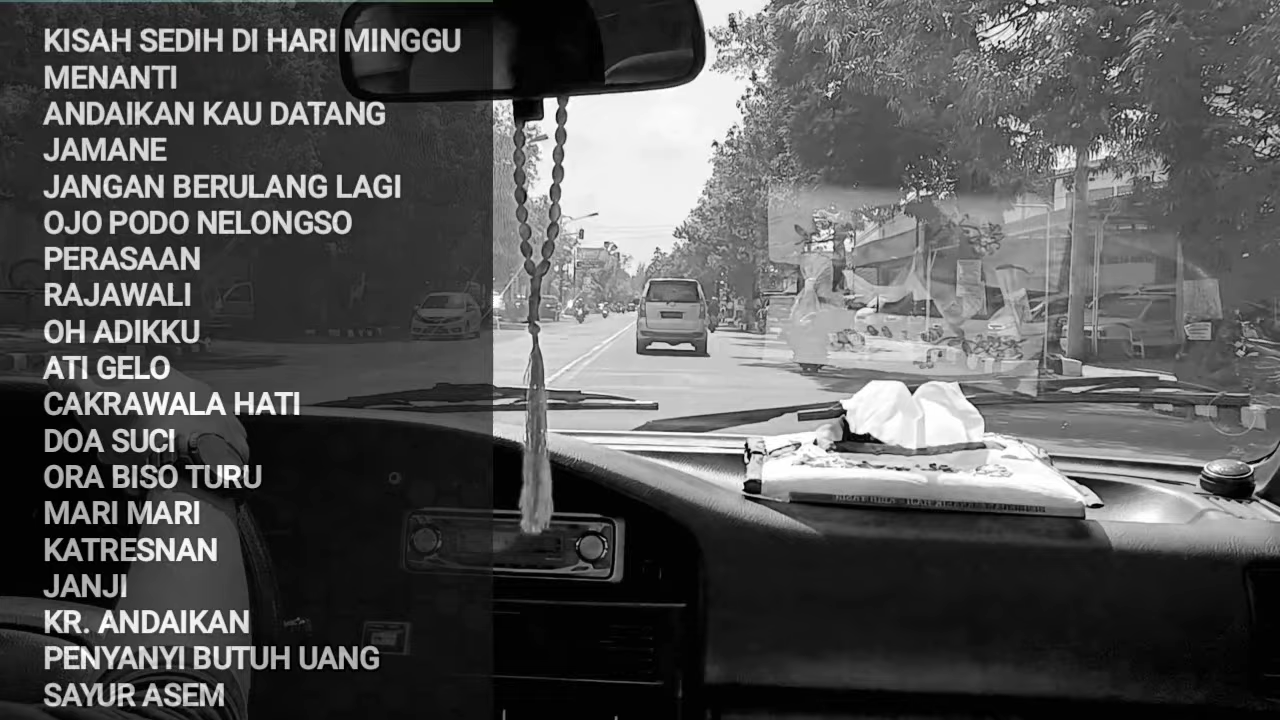 KISAH SEDIH DI HARI MINGGU
MENANTI
ANDAIKAN KAU DATANG
JAMANE
JANGAN BERULANG LAGI
OJO PODO NELONGSO
PERASAAN
RAJAWALI
OH ADIKKU
ATI GELO
CAKRAWALA HATI
DOA SUCI
ORA BISO TURU
MARI MARI
KATRESNAN
JANJI
KR. ANDAIKAN
PENYANYI BUTUH UANG
SAYUR ASEM